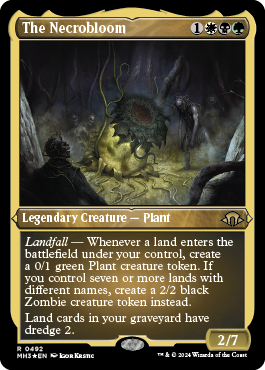 The Necrobloom
1
Legendary Creature — Plant
Landfall — Whenever a land enters the
battlefield under your control, create
a 0/1 green Plant creature token. If
you control seven or more lands with
different names, create a 2/2 black
Zombie creature token instead.
Land cards in your graveyard have
dredge 2.
2/7
R 0492
MH3★EN Igor Krstic
™ & © 2024 Wizards of the Coast